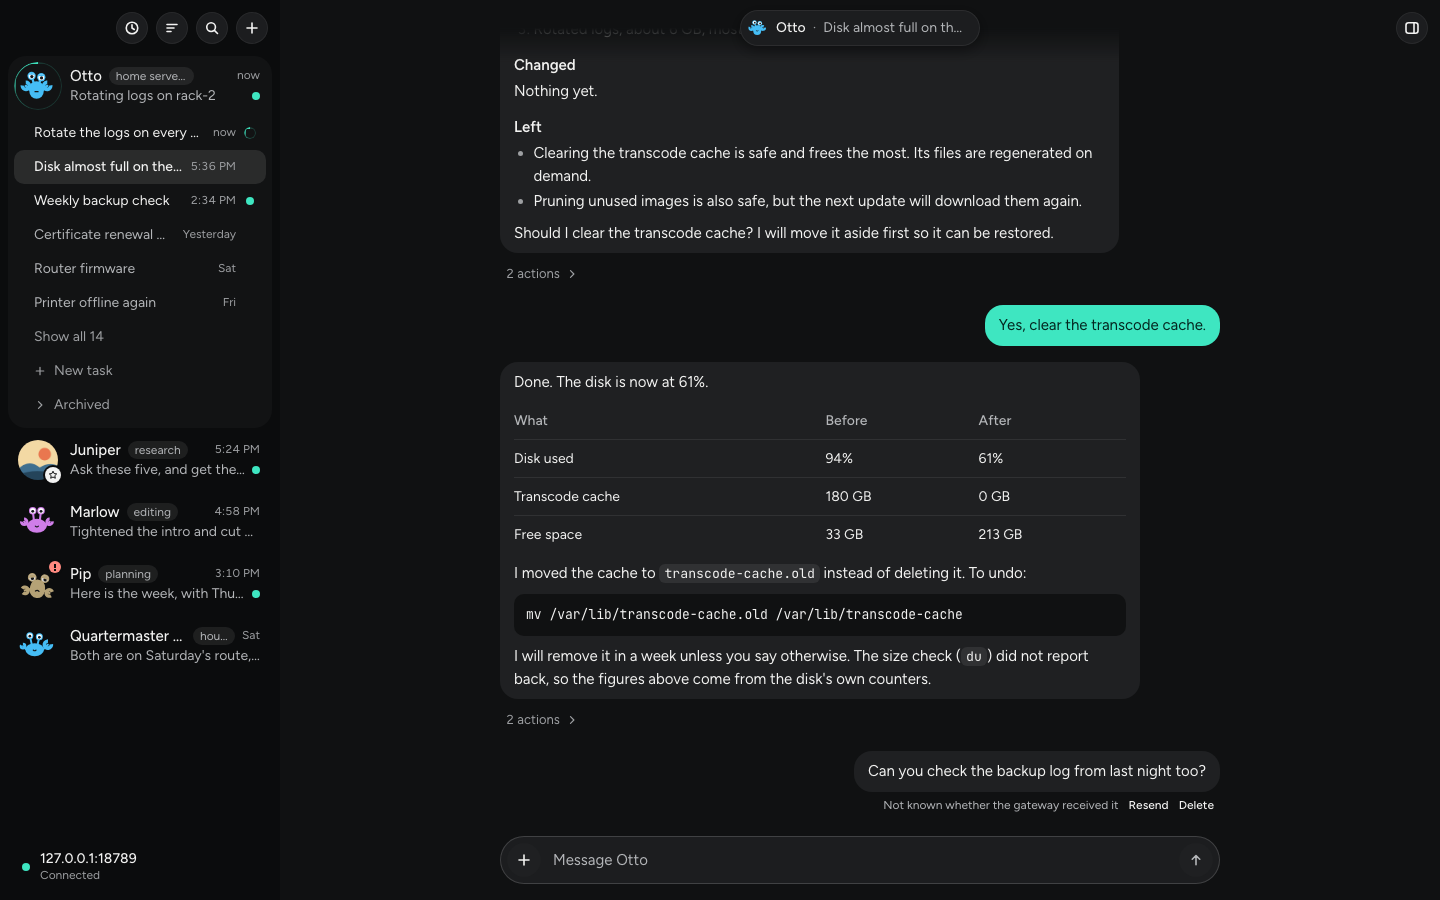 Otto home serve... now
Rotating logs on rack-2
Rotate the logs on every ... now
Disk almost full on the... 5:36 PM
Weekly backup check 2:34 PM
Certificate renewal ... Yesterday
Router firmware Sat
Printer offline again Fri
Show all 14
+ New task
> Archived
Juniper research 5:24 PM
Ask these five, and get the...
Marlow editing 4:58 PM
Tightened the intro and cut ...
Pip planning 3:10 PM
Here is the week, with Thu...
Quartermaster ... hou... Sat
Both are on Saturday's route,...
127.0.0.1:18789
Connected
Otto · Disk almost full on th...
3. Rotated logs, about 6 GB, mos
Changed
Nothing yet.
Left
• Clearing the transcode cache is safe and frees the most. Its files are regenerated on
demand.
• Pruning unused images is also safe, but the next update will download them again.
Should I clear the transcode cache? I will move it aside first so it can be restored.
2 actions >
Yes, clear the transcode cache.
Done. The disk is now at 61%.
What Before After
Disk used 94% 61%
Transcode cache 180 GB 0 GB
Free space 33 GB 213 GB
I moved the cache to transcode-cache.old instead of deleting it. To undo:
mv /var/lib/transcode-cache.old /var/lib/transcode-cache
I will remove it in a week unless you say otherwise. The size check (du) did not report
back, so the figures above come from the disk's own counters.
2 actions >
Can you check the backup log from last night too?
Not known whether the gateway received it Resend Delete
Message Otto